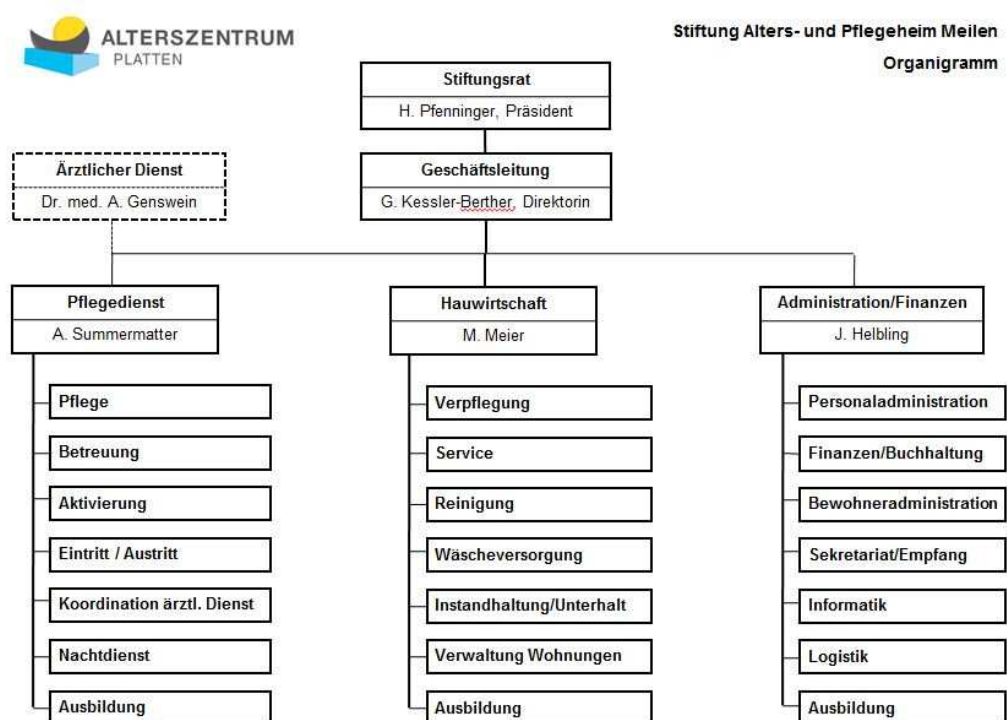 ALTERSZENTRUM
PLATTEN
Stiftung Alters- und Pflegeheim Meilen
Organigramm
Stiftungsrat
H. Pfenninger, Präsident
Ärztlicher Dienst
Dr. med. A. Genswein
Geschäftsleitung
G. Kessler-Berther, Direktorin
Pflegedienst
A. Summermatter
Pflege
Betreuung
Aktivierung
Eintritt / Austritt
Koordination ärztl. Dienst
Nachtdienst
Ausbildung
Hauwirtschaft
M. Meier
Verpflegung
Service
Reinigung
Wäscheversorgung
Instandhaltung/Unterhalt
Verwaltung Wohnungen
Ausbildung
Administration/Finanzen
J. Helbling
Personaladministration
Finanzen/Buchhaltung
Bewohneradministration
Sekretariat/Empfang
Informatik
Logistik
Ausbildung